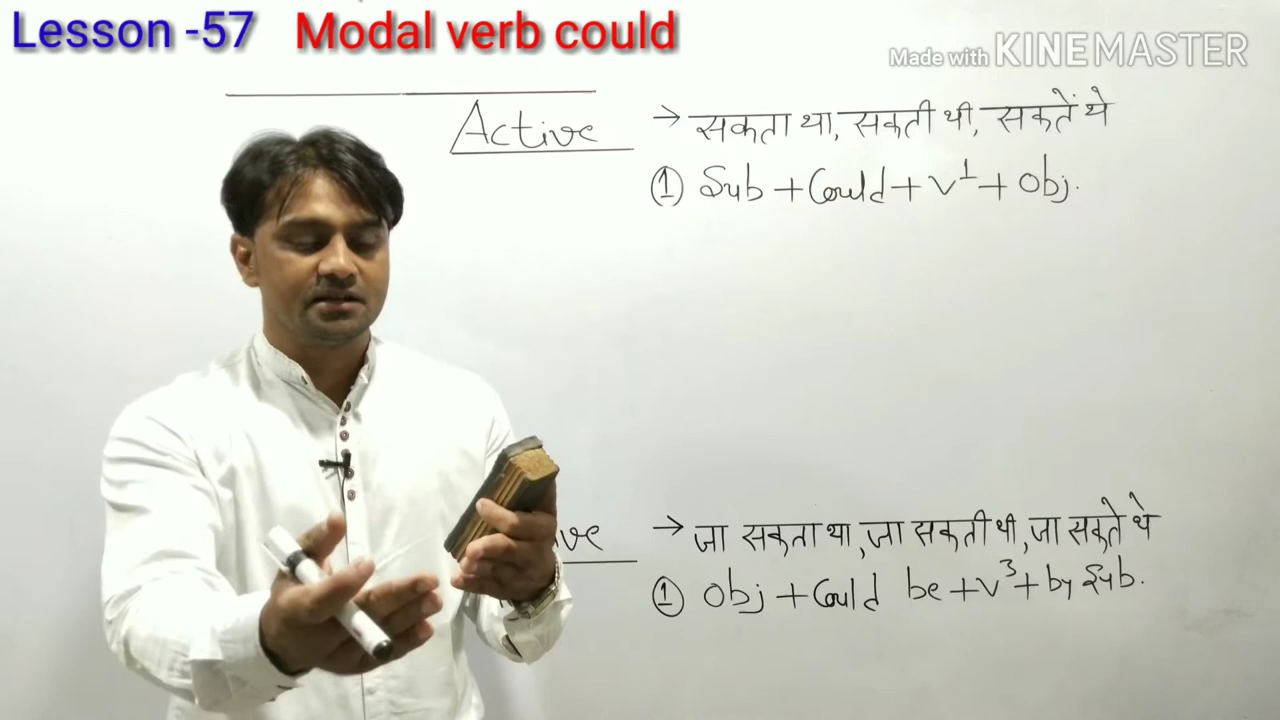 Lesson -57 Modal verb could
Made with KINEMASTER
Active → सकता था, सकती थी, सकतें थे
① Sub + Could + V¹ + Obj.
→ जा सकता था, जा सकती थी, जा सकते थे
① Obj + Could be + V³ + by Sub.